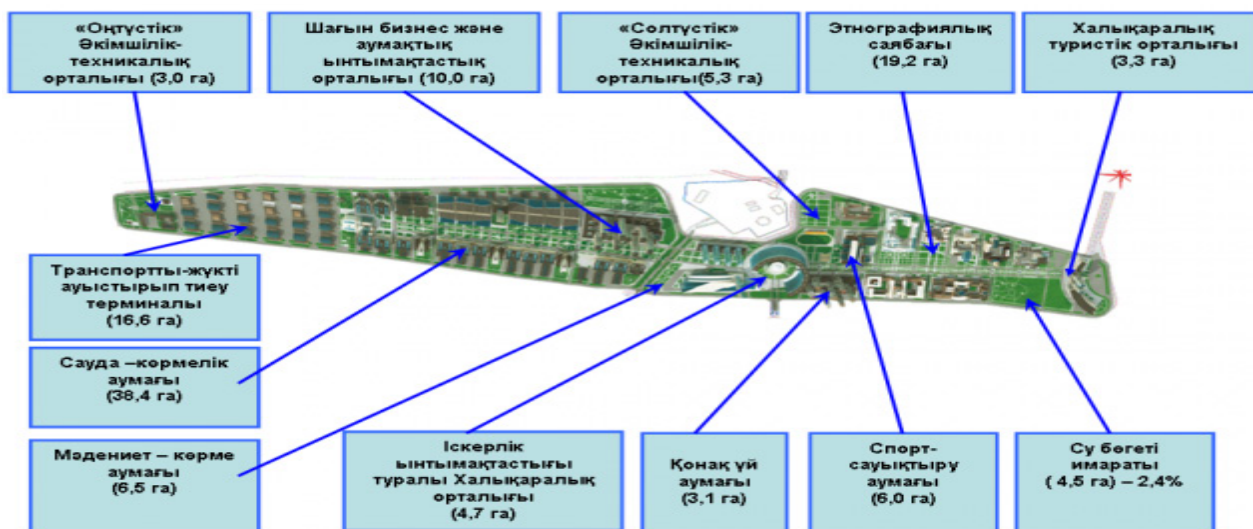 «Оңтүстік»
Әкімшілік-
техникалық
орталығы (3,0 га)
Шағын бизнес және
аумақтық
ынтымақтастық
орталығы (10,0 га)
«Солтүстік»
Әкімшілік-
техникалық
орталығы(5,3 га)
Этнографиялық
саябағы
(19,2 га)
Халықаралық
туристік орталығы
(3,3 га)
Транспортты-жүкті
ауыстырып тиеу
терминалы
(16,6 га)
Сауда –көрмелік
аумағы
(38,4 га)
Мәдениет – көрме
аумағы
(6,5 га)
Іскерлік
ынтымақтастығы
туралы Халықаралық
орталығы
(4,7 га)
Қонақ үй
аумағы
(3,1 га)
Спорт-
сауықтыру
аумағы
(6,0 га)
Су бөгеті
имараты
( 4,5 га) – 2,4%